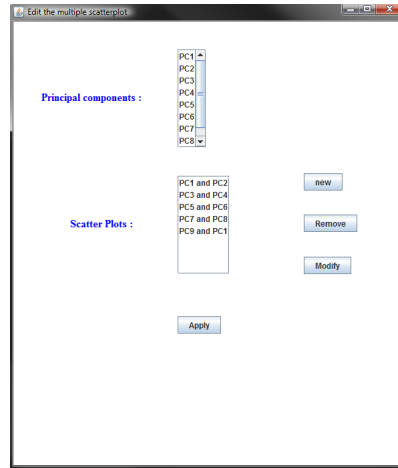 Edit the multiple scatterplot
PC1
PC2
PC3
Principal components :
PC4
PC5
PC6
PC7
PC8
PC1 and PC2
new
PC3 and PC4
PC5 and PC6
Scatter Plots :
PC7 and PC8
Remove
PC9 and PC1
Modify
Apply